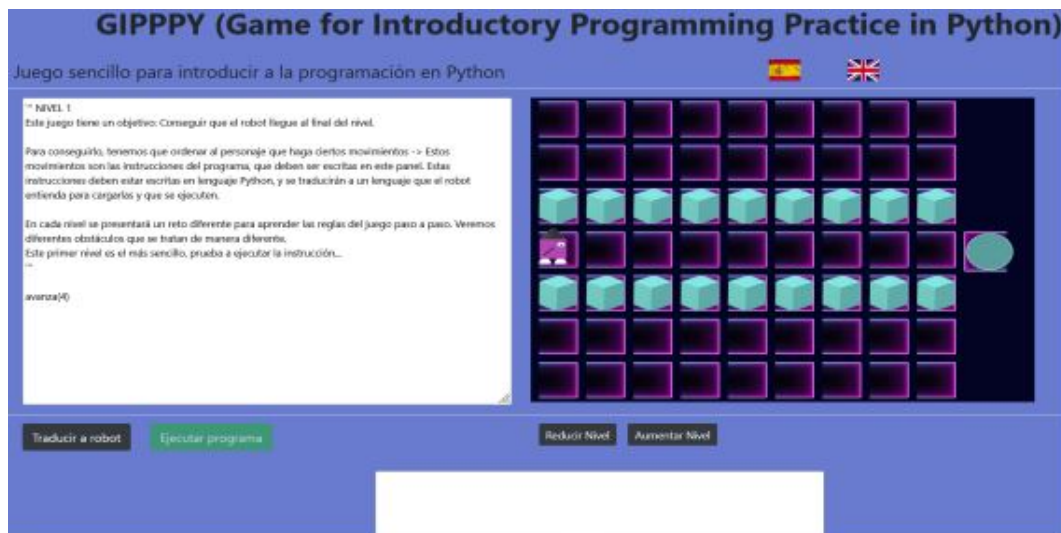 GIPPPY (Game for Introductory Programming Practice in Python)
Juego sencillo para introducir a la programación en Python
''' NIVEL 1
Este juego tiene un objetivo: Conseguir que el robot llegue al final del nivel.
Para conseguirlo, tenemos que ordenar al personaje que haga ciertos movimientos -> Estos
movimientos son las instrucciones del programa, que deben ser escritas en este panel. Estas
instrucciones deben estar escritas en lenguaje Python, y se traducirán a un lenguaje que el robot
entienda para cargarlas y que se ejecuten.
En cada nivel se presentará un reto diferente para aprender las reglas del juego paso a paso. Veremos
diferentes obstáculos que se tratan de manera diferente.
Este primer nivel es el más sencillo, prueba a ejecutar la instrucción...
'''
avanza(4)
Traducir a robot
Ejecutar programa
Reducir Nivel
Aumentar Nivel